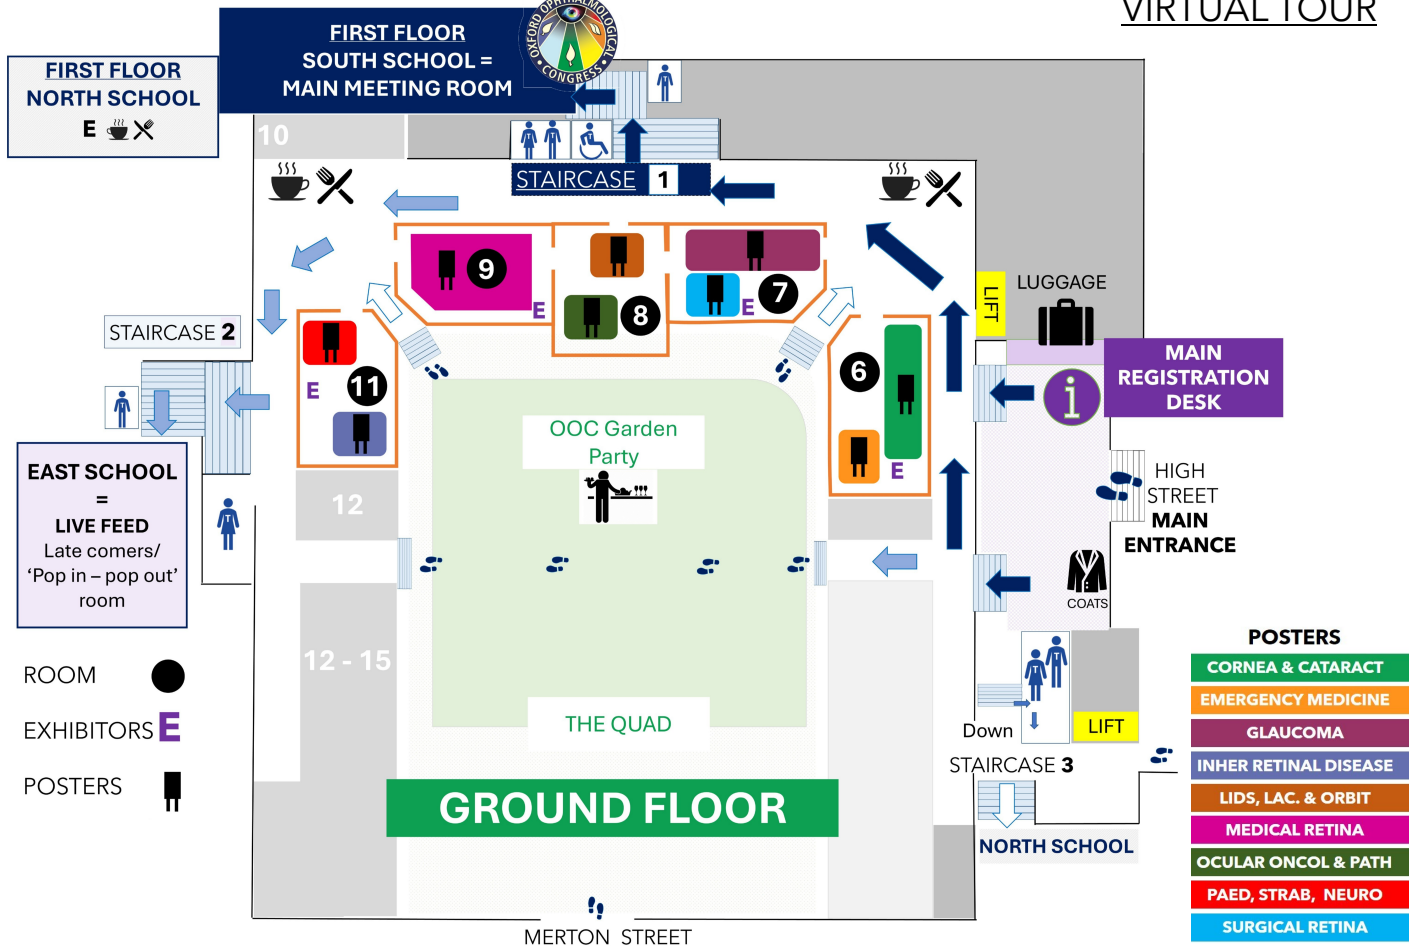 VIRTUAL TOUR
OXFORD OPHTHALMOLOGICAL
CONGRESS
FIRST FLOOR
SOUTH SCHOOL =
MAIN MEETING ROOM
FIRST FLOOR
NORTH SCHOOL
E
10
STAIRCASE 1
9
E
8
7
E
LIFT
LUGGAGE
STAIRCASE 2
11
E
6
E
MAIN
REGISTRATION
DESK
i
OOC Garden
Party
EAST SCHOOL
=
LIVE FEED
Late comers/
‘Pop in – pop out’
room
12
HIGH
STREET
MAIN
ENTRANCE
COATS
12 - 15
ROOM
EXHIBITORS E
POSTERS
THE QUAD
Down
LIFT
STAIRCASE 3
GROUND FLOOR
NORTH SCHOOL
MERTON STREET
POSTERS
CORNEA & CATARACT
EMERGENCY MEDICINE
GLAUCOMA
INHER RETINAL DISEASE
LIDS, LAC. & ORBIT
MEDICAL RETINA
OCULAR ONCOL & PATH
PAED, STRAB, NEURO
SURGICAL RETINA